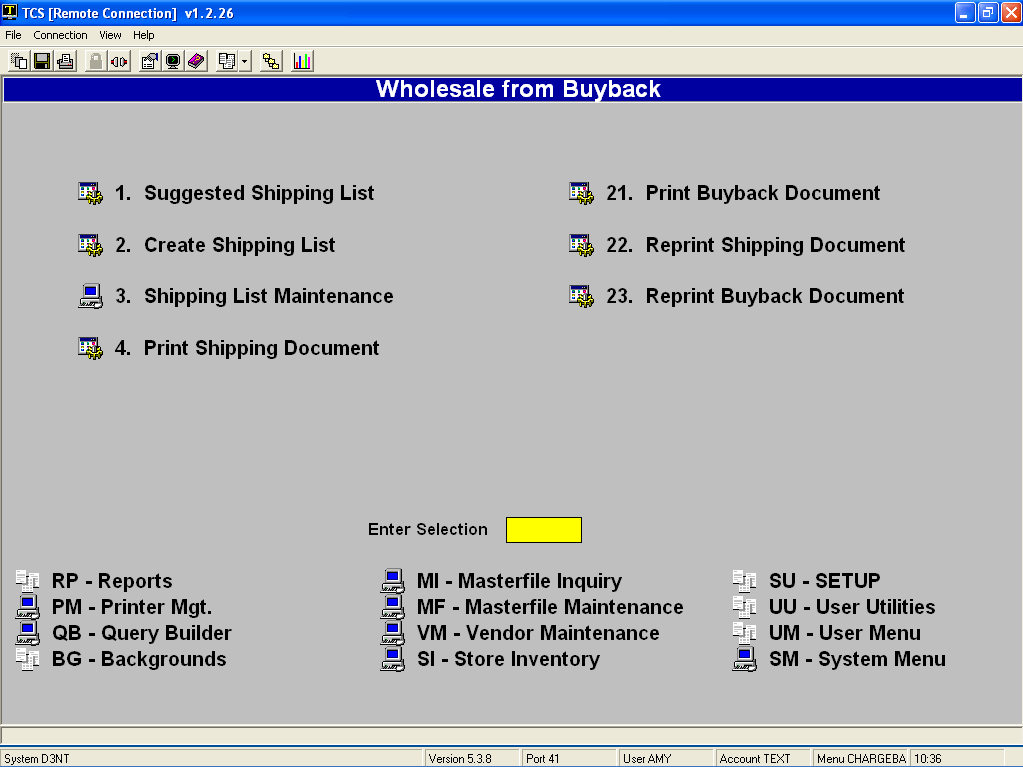 TCS [Remote Connection] v1.2.26
File Connection View Help
Wholesale from Buyback
1. Suggested Shipping List
2. Create Shipping List
3. Shipping List Maintenance
4. Print Shipping Document
21. Print Buyback Document
22. Reprint Shipping Document
23. Reprint Buyback Document
Enter Selection
RP - Reports
PM - Printer Mgt.
QB - Query Builder
BG - Backgrounds
MI - Masterfile Inquiry
MF - Masterfile Maintenance
VM - Vendor Maintenance
SI - Store Inventory
SU - SETUP
UU - User Utilities
UM - User Menu
SM - System Menu
System D3NT Version 5.3.8 Port 41 User AMY Account TEXT Menu CHARGEBA 10:36